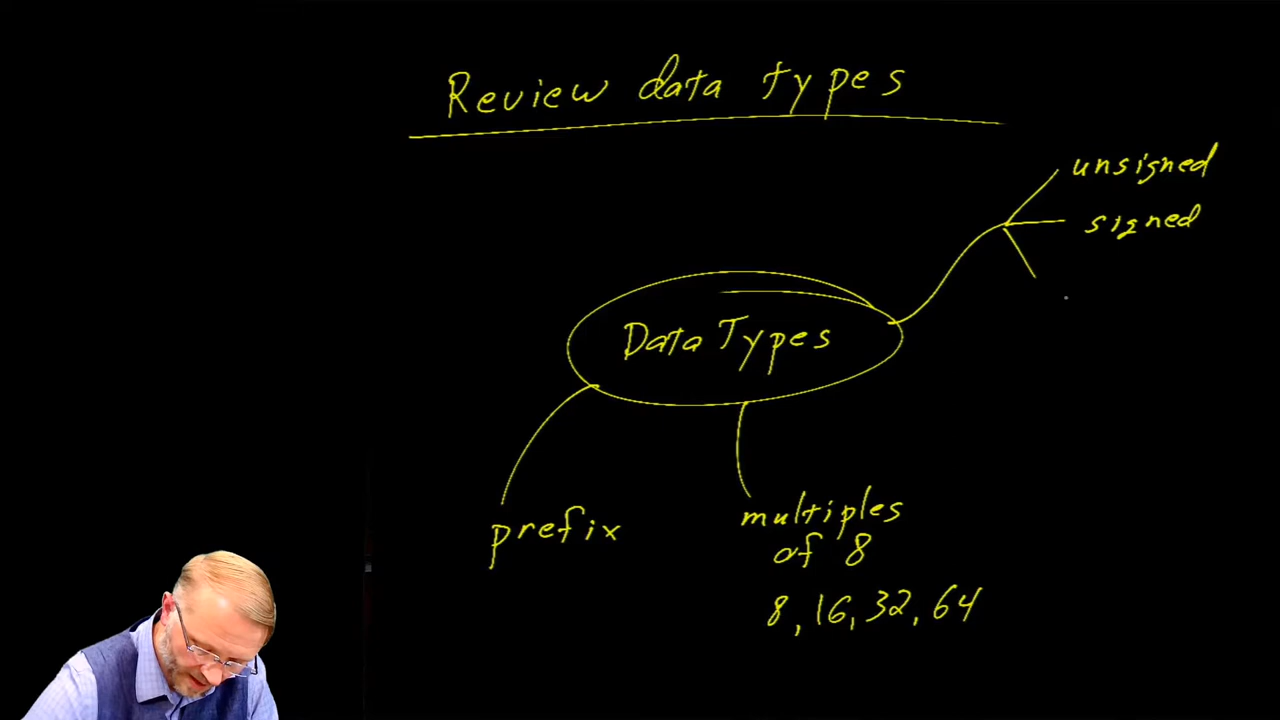 Review data types
unsigned
signed
Data Types
prefix
multiples
of 8
8, 16, 32, 64